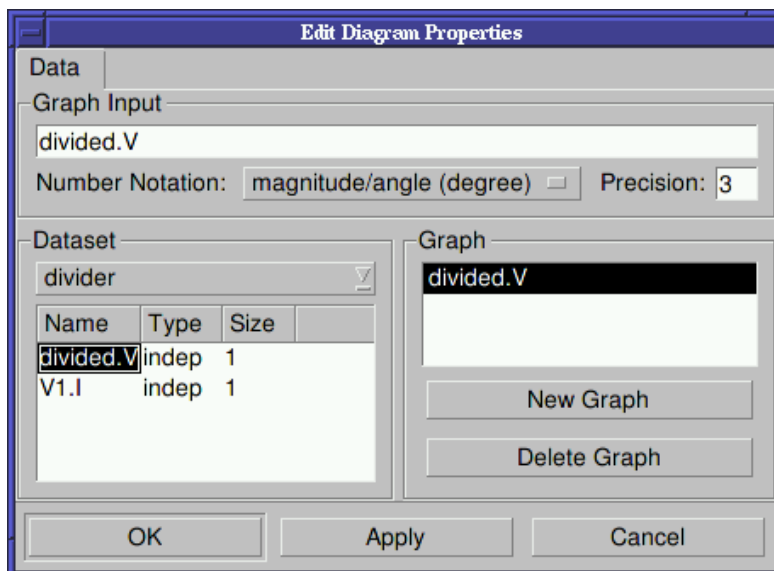 Edit Diagram Properties
Data
Graph Input
divided.V
Number Notation: magnitude/angle (degree) Precision: 3
Dataset
divider
Name Type Size
divided.V indep 1
V1.I indep 1
Graph
divided.V
New Graph
Delete Graph
OK Apply Cancel